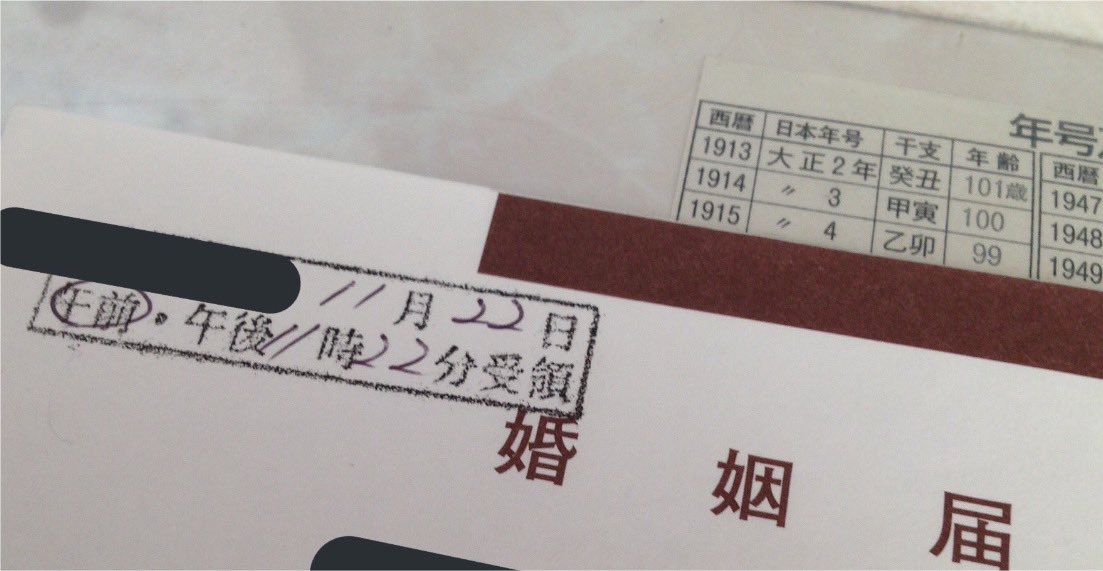 年号
西暦 日本年号 干支 年齢 西暦
1913 大正2年 癸丑 101歳 1947
1914 〃 3 甲寅 100 1948
1915 〃 4 乙卯 99 1949
11月22日
午前・午後11時22分受領
婚姻届